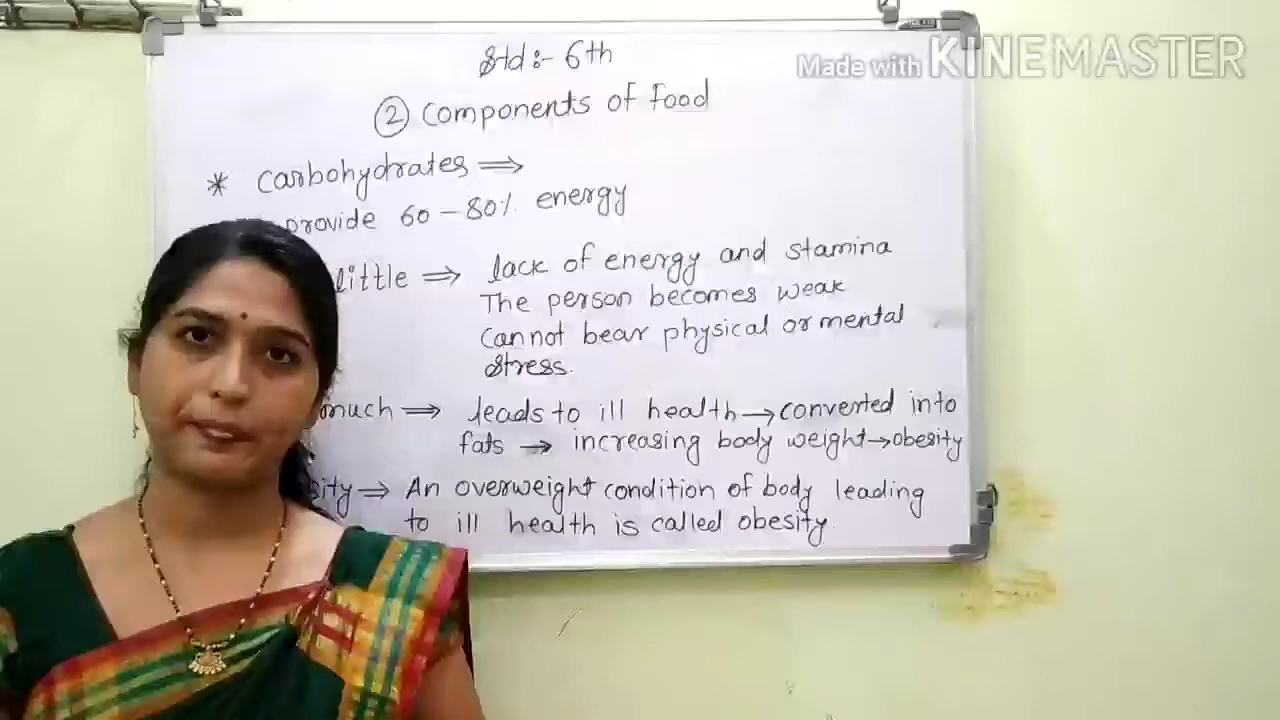 Made with KINEMASTER
Std :- 6th
② Components of Food
* Carbohydrates ⇒
provide 60 – 80% energy
little ⇒ lack of energy and stamina
The person becomes weak
Cannot bear physical or mental
stress.
much ⇒ leads to ill health → converted into
fats → increasing body weight → obesity
sity ⇒ An overweight condition of body leading
to ill health is called obesity.